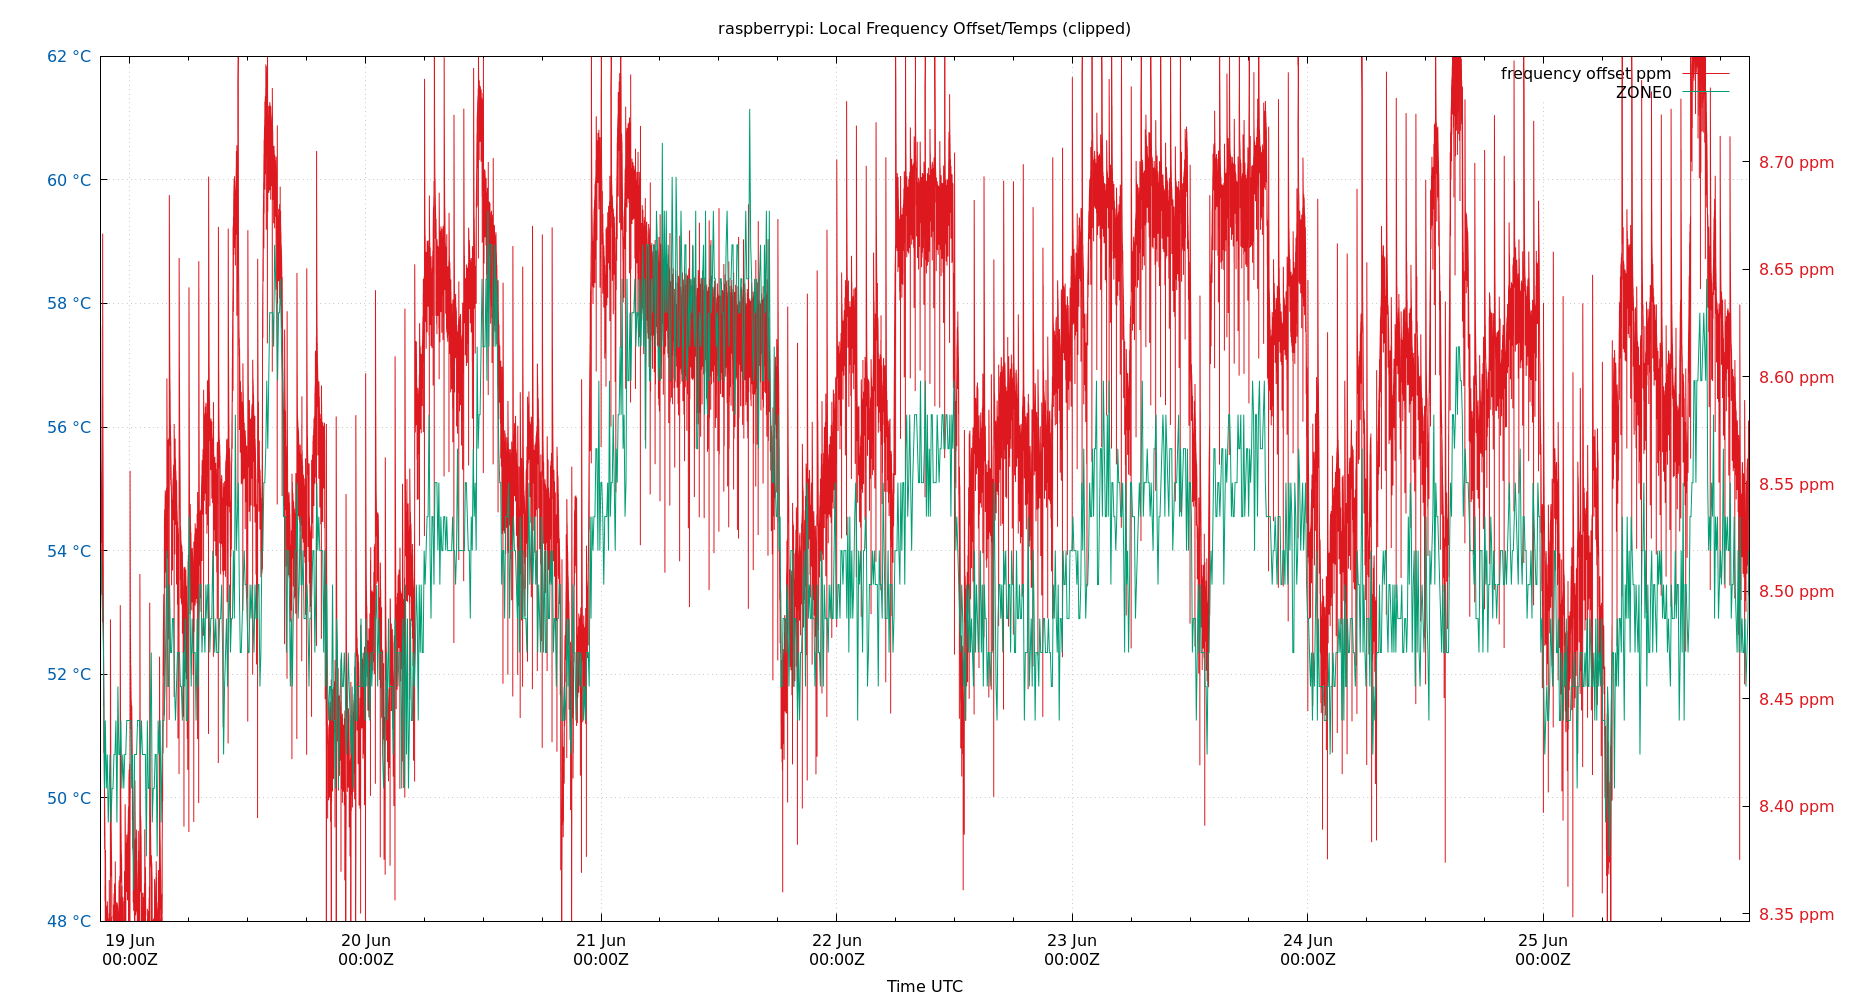 raspberrypi: Local Frequency Offset/Temps (clipped)
62 °C
60 °C
58 °C
56 °C
54 °C
52 °C
50 °C
48 °C
frequency offset ppm
ZONE0
8.70 ppm
8.65 ppm
8.60 ppm
8.55 ppm
8.50 ppm
8.45 ppm
8.40 ppm
8.35 ppm
19 Jun 20 Jun 21 Jun 22 Jun 23 Jun 24 Jun 25 Jun
00:00Z 00:00Z 00:00Z 00:00Z 00:00Z 00:00Z 00:00Z
Time UTC